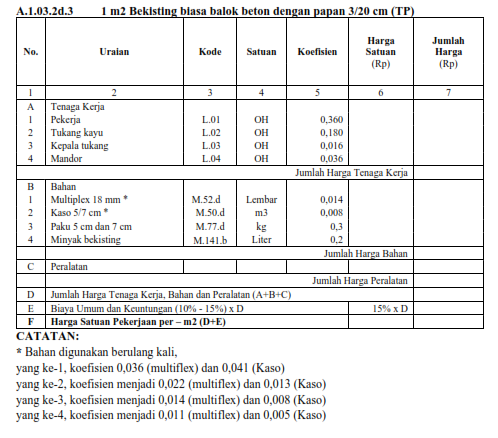 A.1.03.2d.3 1 m2 Bekisting biasa balok beton dengan papan 3/20 cm (TP)
No. Uraian Kode Satuan Koefisien Harga Satuan (Rp) Jumlah Harga (Rp)
1 2 3 4 5 6 7
A Tenaga Kerja
1 Pekerja L.01 OH 0,360
2 Tukang kayu L.02 OH 0,180
3 Kepala tukang L.03 OH 0,016
4 Mandor L.04 OH 0,036
Jumlah Harga Tenaga Kerja
B Bahan
1 Multiplex 18 mm * M.52.d Lembar 0,014
2 Kaso 5/7 cm * M.50.d m3 0,008
3 Paku 5 cm dan 7 cm M.77.d kg 0,3
4 Minyak bekisting M.141.b Liter 0,2
Jumlah Harga Bahan
C Peralatan
Jumlah Harga Peralatan
D Jumlah Harga Tenaga Kerja, Bahan dan Peralatan (A+B+C)
E Biaya Umum dan Keuntungan (10% - 15%) x D 15% x D
F Harga Satuan Pekerjaan per – m2 (D+E)
CATATAN:
* Bahan digunakan berulang kali,
yang ke-1, koefisien 0,036 (multiflex) dan 0,041 (Kaso)
yang ke-2, koefisien menjadi 0,022 (multiflex) dan 0,013 (Kaso)
yang ke-3, koefisien menjadi 0,014 (multiflex) dan 0,008 (Kaso)
yang ke-4, koefisien menjadi 0,011 (multiflex) dan 0,005 (Kaso)